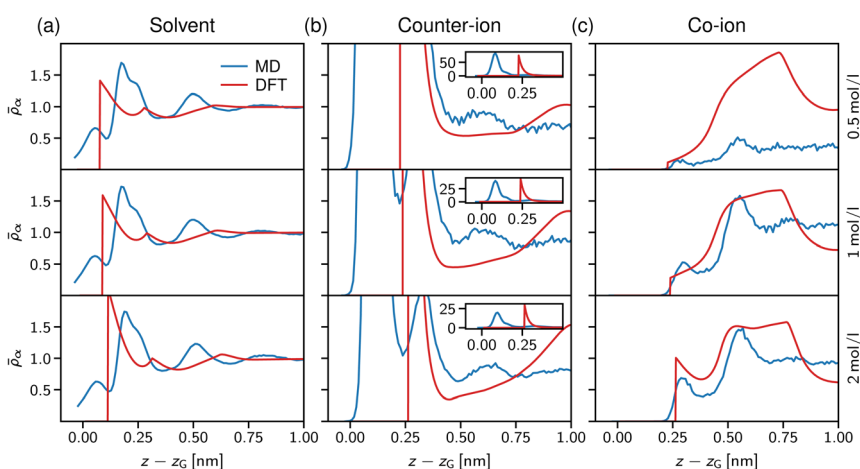 (a) Solvent (b) Counter-ion (c) Co-ion
ρ̄α 1.5 1.0 0.5 MD DFT 50 0 0.00 0.25 0.5 mol/l
ρ̄α 1.5 1.0 0.5 25 0 0.00 0.25 1 mol/l
ρ̄α 1.5 1.0 0.5 25 0 0.00 0.25 2 mol/l
0.00 0.25 0.50 0.75 1.00 0.00 0.25 0.50 0.75 1.00 0.00 0.25 0.50 0.75 1.00
z − zG [nm] z − zG [nm] z − zG [nm]